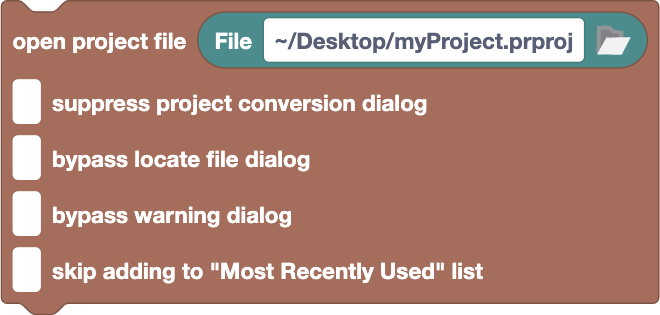 open project file File ~/Desktop/myProject.prproj
suppress project conversion dialog
bypass locate file dialog
bypass warning dialog
skip adding to "Most Recently Used" list